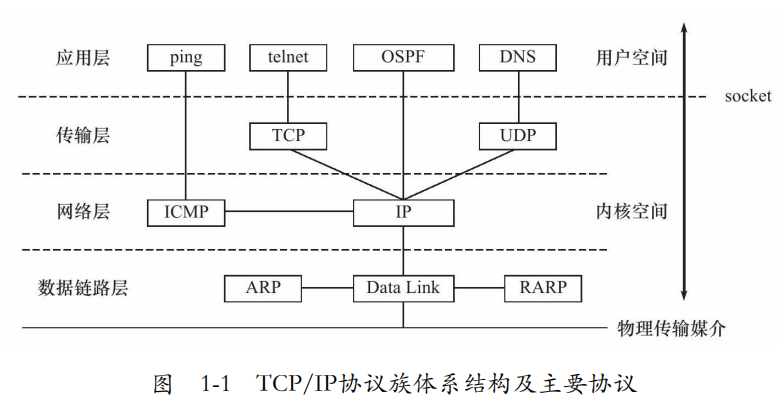 应用层 ping telnet OSPF DNS 用户空间
socket
传输层 TCP UDP
网络层 ICMP IP 内核空间
数据链路层 ARP Data Link RARP
物理传输媒介
图 1-1 TCP/IP协议族体系结构及主要协议